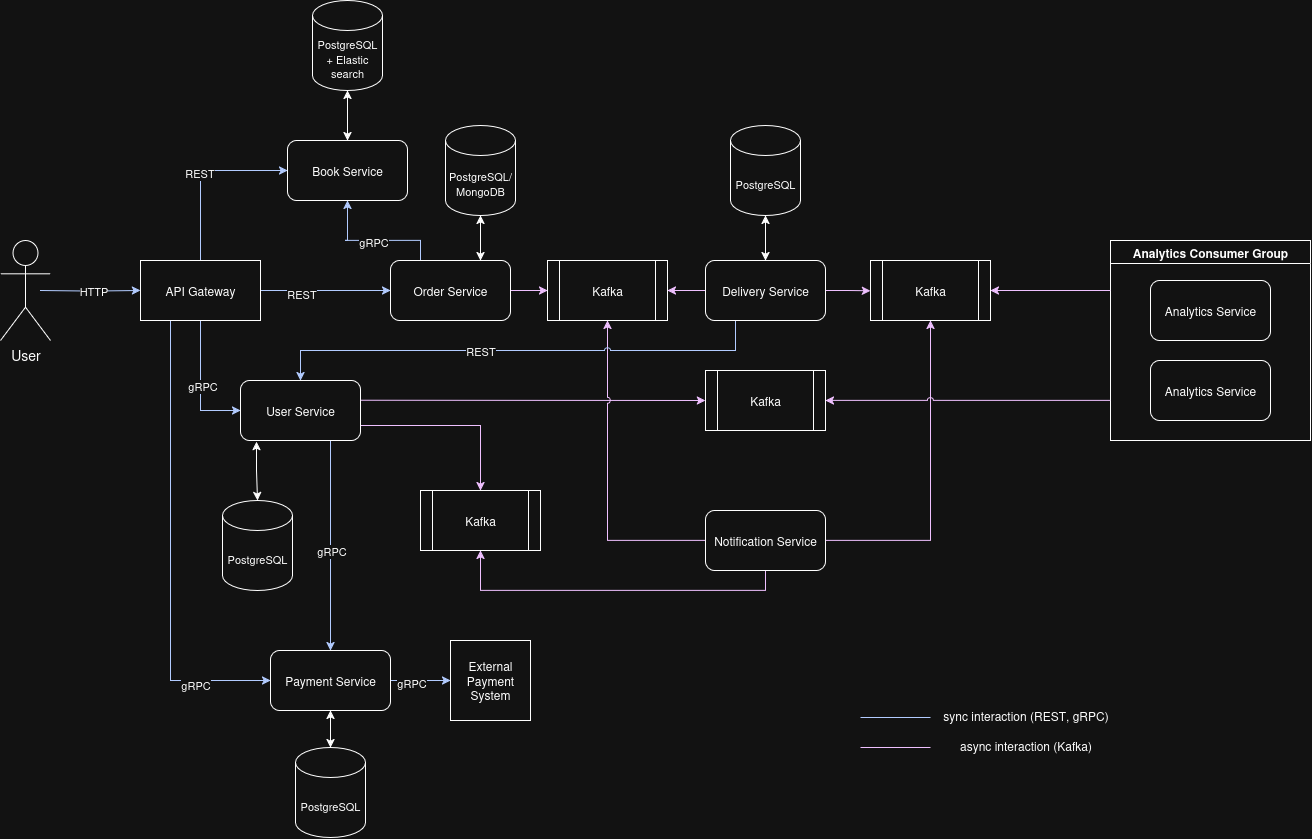 PostgreSQL
+ Elastic
search
PostgreSQL/
MongoDB
PostgreSQL
REST
Book Service
gRPC
Analytics Consumer Group
User
HTTP
API Gateway
REST
Order Service
Kafka
Delivery Service
Kafka
Analytics Service
Analytics Service
REST
gRPC
User Service
Kafka
Kafka
Notification Service
PostgreSQL
gRPC
gRPC
Payment Service
gRPC
External
Payment
System
PostgreSQL
sync interaction (REST, gRPC)
async interaction (Kafka)